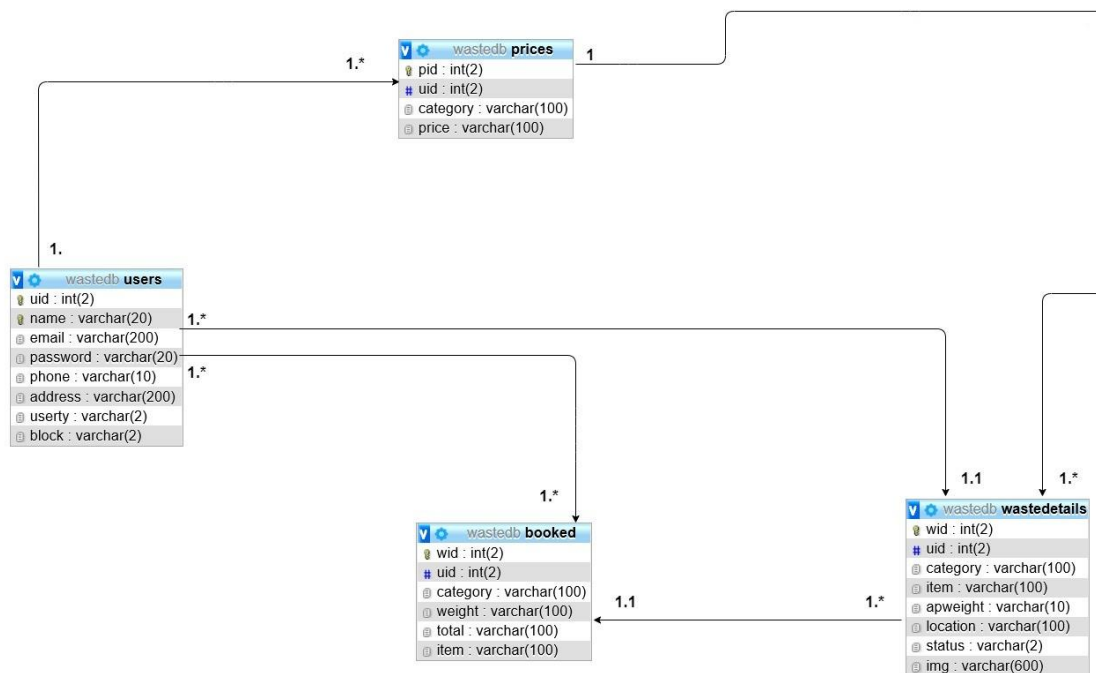 wastedb prices
1.*
1
pid : int(2)
uid : int(2)
category : varchar(100)
price : varchar(100)
1.
wastedb users
uid : int(2)
name : varchar(20)
email : varchar(200)
password : varchar(20)
phone : varchar(10)
address : varchar(200)
userty : varchar(2)
block : varchar(2)
1.*
1.*
1.*
1.1
1.*
wastedb booked
wid : int(2)
# uid : int(2)
category : varchar(100)
weight : varchar(100)
total : varchar(100)
item : varchar(100)
1.1
1.*
wastedb wastedetails
wid : int(2)
# uid : int(2)
category : varchar(100)
item : varchar(100)
apweight : varchar(10)
location : varchar(100)
status : varchar(2)
img : varchar(600)